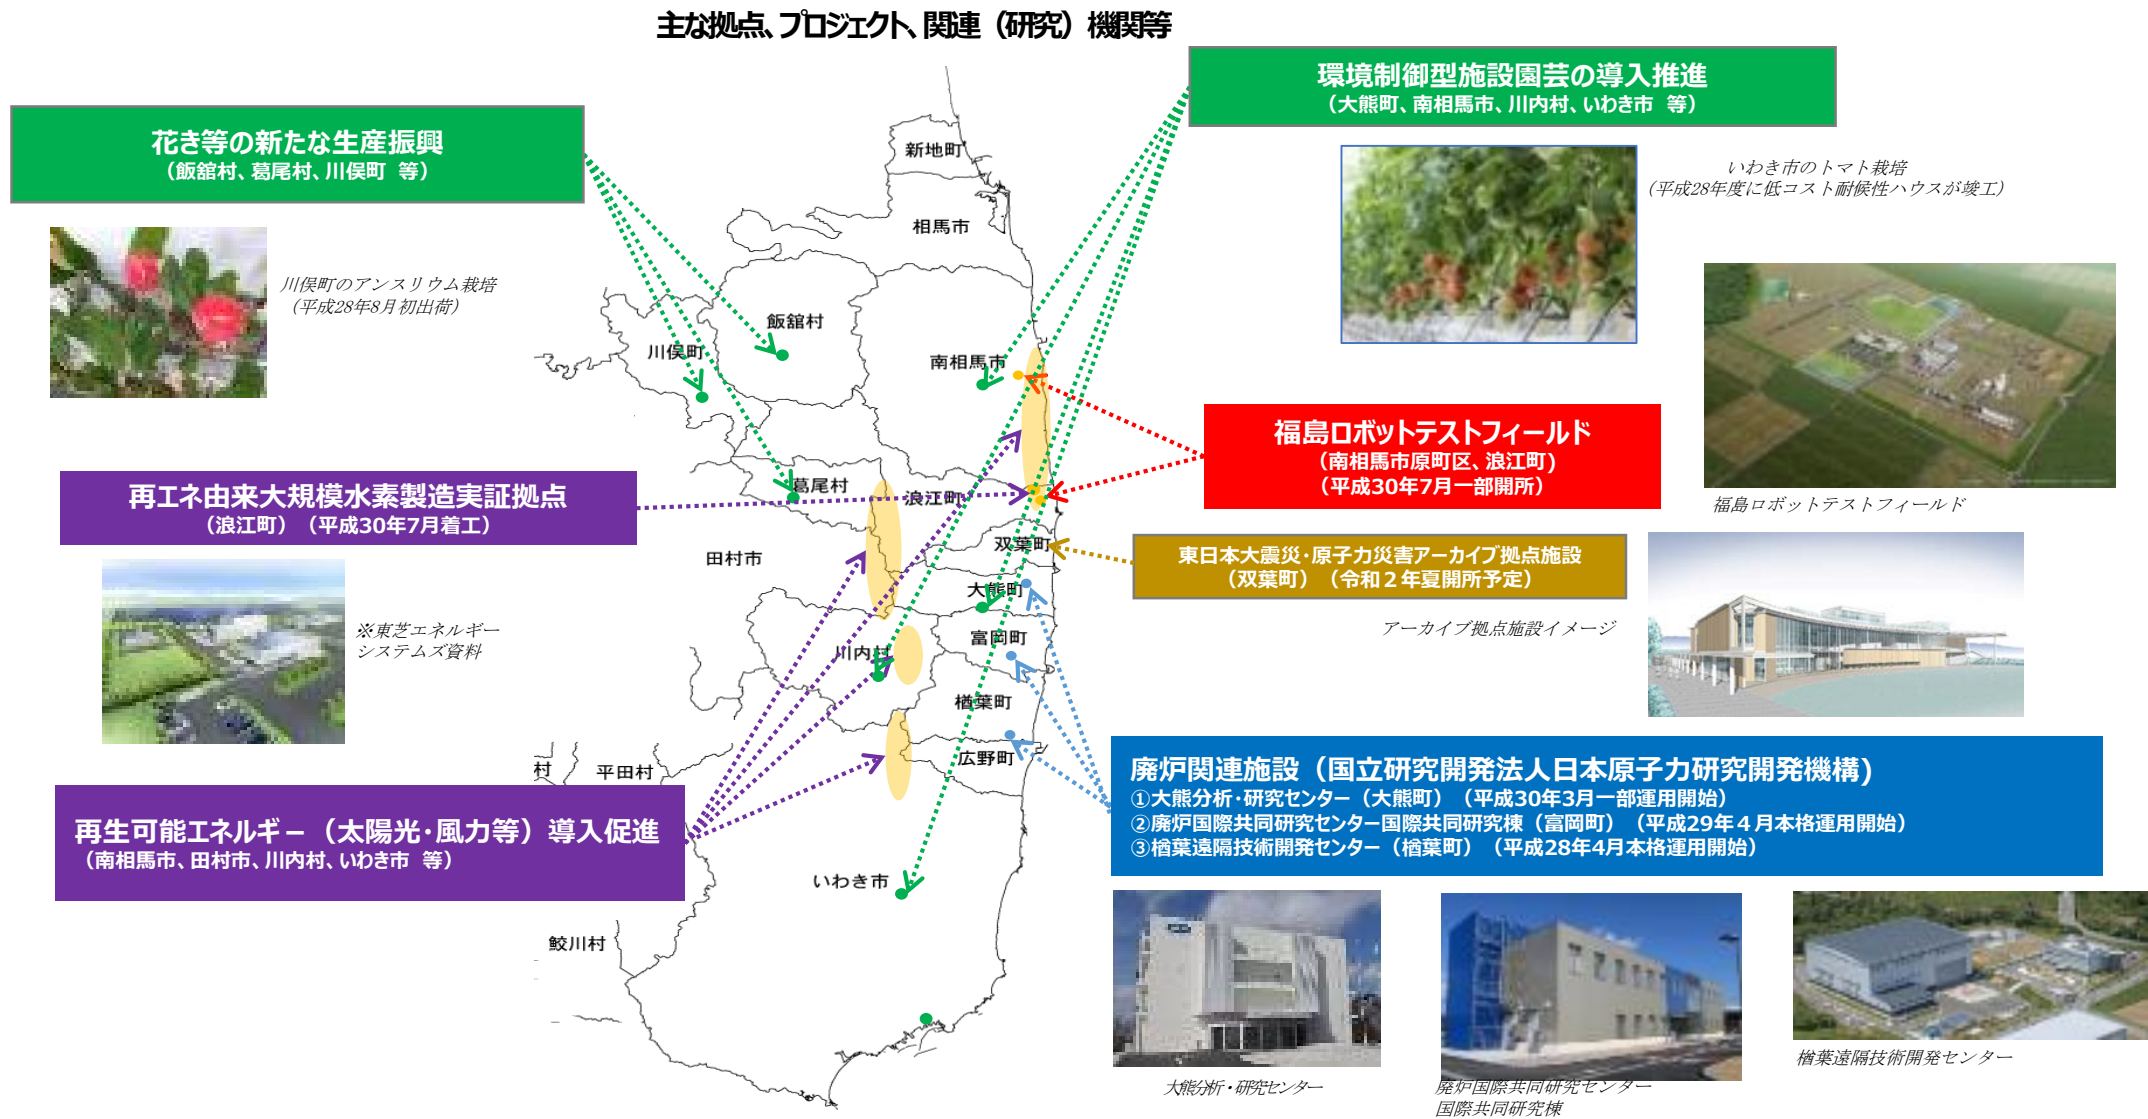 主な拠点、プロジェクト、関連（研究）機関等
環境制御型施設園芸の導入推進
（大熊町、南相馬市、川内村、いわき市 等）
花き等の新たな生産振興
（飯舘村、葛尾村、川俣町 等）
いわき市のトマト栽培
（平成28年度に低コスト耐候性ハウスが竣工）
川俣町のアンスリウム栽培
（平成28年8月初出荷）
新地町
相馬市
飯舘村
川俣町
南相馬市
葛尾村
浪江町
双葉町
田村市
大熊町
富岡町
川内村
楢葉町
広野町
村
平田村
いわき市
鮫川村
福島ロボットテストフィールド
（南相馬市原町区、浪江町)
（平成30年7月一部開所）
福島ロボットテストフィールド
再エネ由来大規模水素製造実証拠点
（浪江町）（平成30年7月着工）
※東芝エネルギー
システムズ資料
東日本大震災・原子力災害アーカイブ拠点施設
（双葉町）（令和２年夏開所予定）
アーカイブ拠点施設イメージ
再生可能エネルギ－（太陽光・風力等）導入促進
（南相馬市、田村市、川内村、いわき市 等）
廃炉関連施設（国立研究開発法人日本原子力研究開発機構)
①大熊分析・研究センター（大熊町）（平成30年3月一部運用開始）
②廃炉国際共同研究センター国際共同研究棟（富岡町）（平成29年４月本格運用開始）
③楢葉遠隔技術開発センター（楢葉町）（平成28年4月本格運用開始）
大熊分析・研究センター
廃炉国際共同研究センター
国際共同研究棟
楢葉遠隔技術開発センター